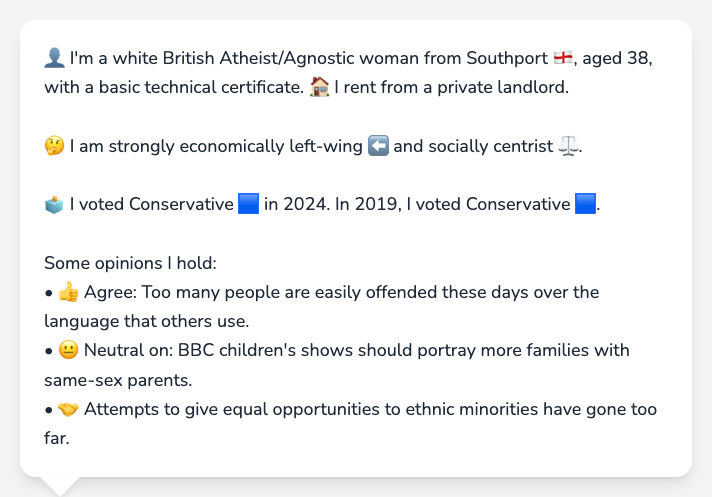 👤 I'm a white British Atheist/Agnostic woman from Southport 🏴󠁧󠁢󠁥󠁮󠁧󠁿, aged 38,
with a basic technical certificate. 🏠 I rent from a private landlord.
🤔 I am strongly economically left-wing ⬅️ and socially centrist ⚖️.
🗳️ I voted Conservative 🟦 in 2024. In 2019, I voted Conservative 🟦.
Some opinions I hold:
• 👍 Agree: Too many people are easily offended these days over the
language that others use.
• 😐 Neutral on: BBC children's shows should portray more families with
same-sex parents.
• 🤝 Attempts to give equal opportunities to ethnic minorities have gone too
far.